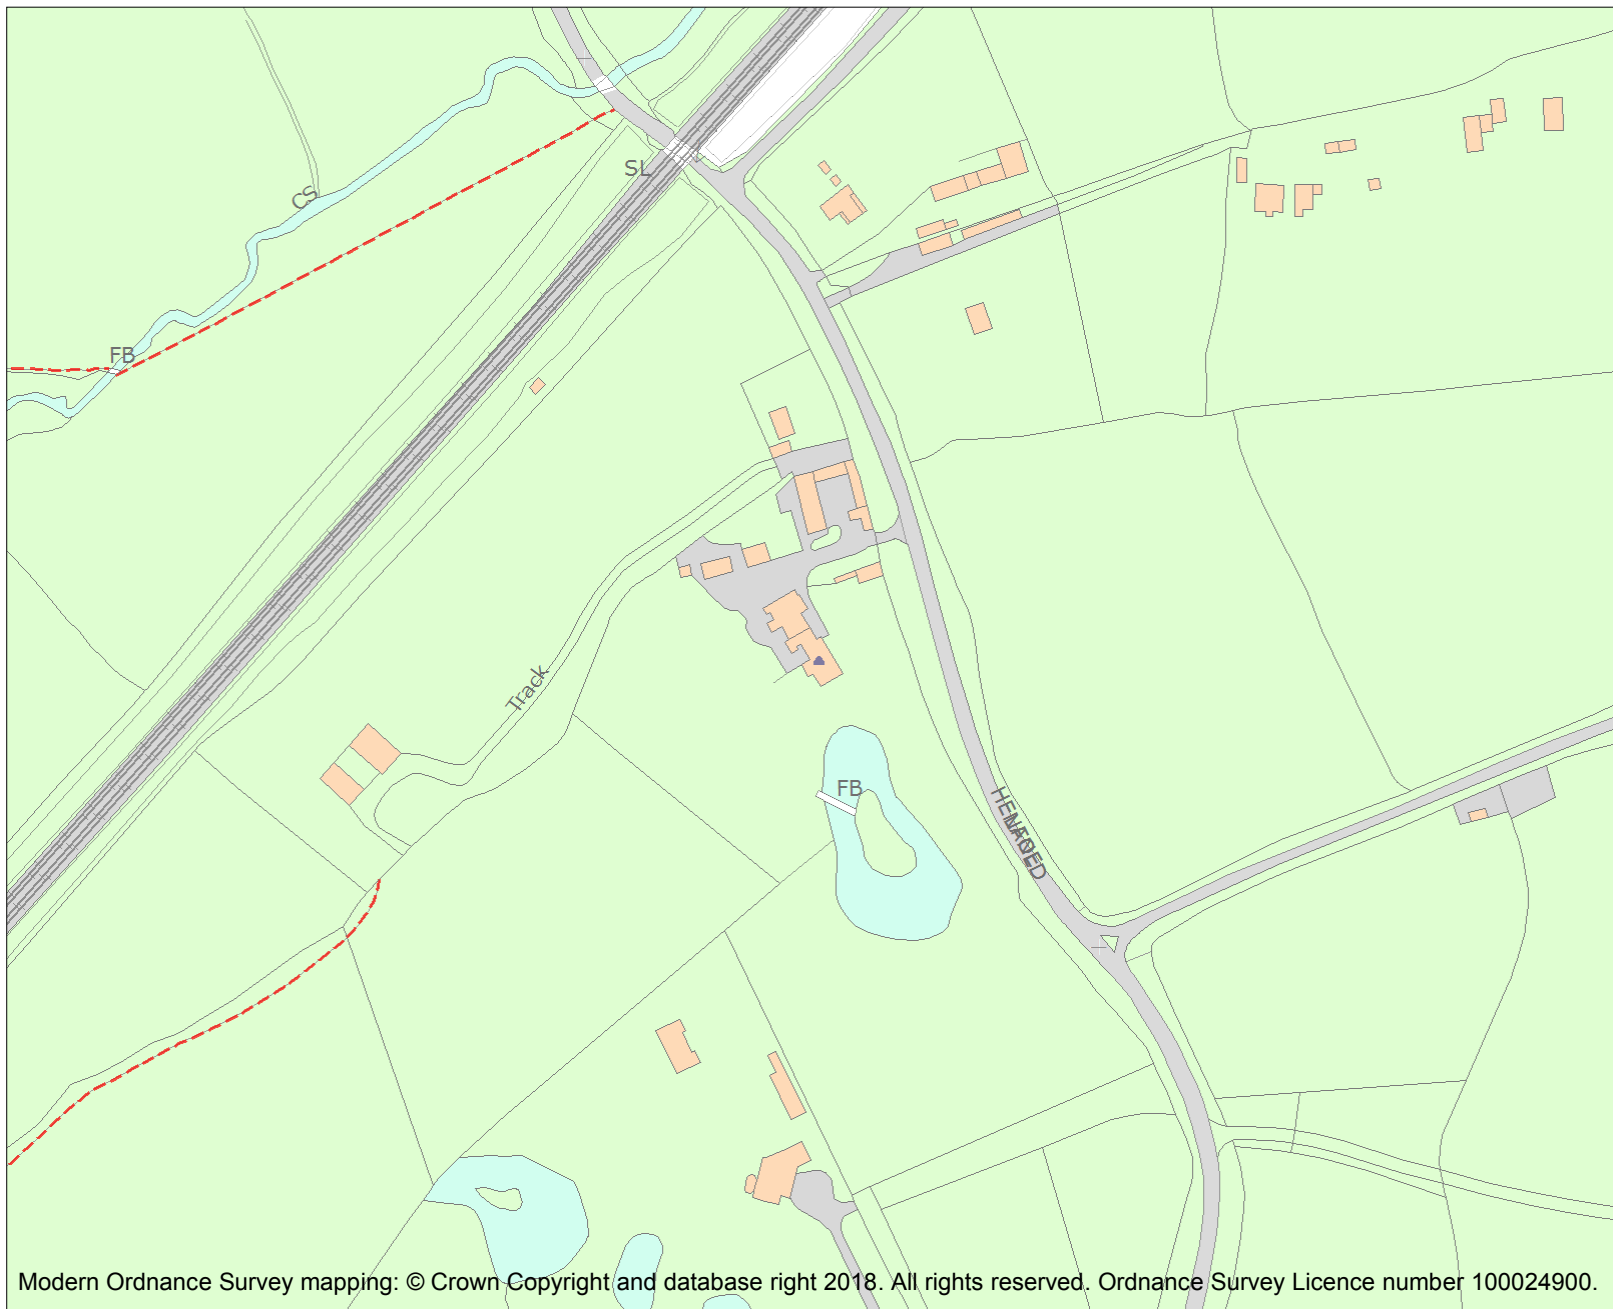 SL
CS
FB
Track
FB
Modern Ordnance Survey mapping: © Crown Copyright and database right 2018. All rights reserved. Ordnance Survey Licence number 100024900.